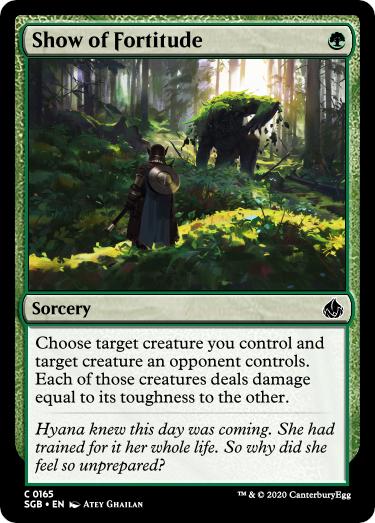 Show of Fortitude
Sorcery
Choose target creature you control and
target creature an opponent controls.
Each of those creatures deals damage
equal to its toughness to the other.
Hyana knew this day was coming. She had
trained for it her whole life. So why did she
feel so unprepared?
C 0165
SGB • EN Atey Ghailan
™ & © 2020 CanterburyEgg